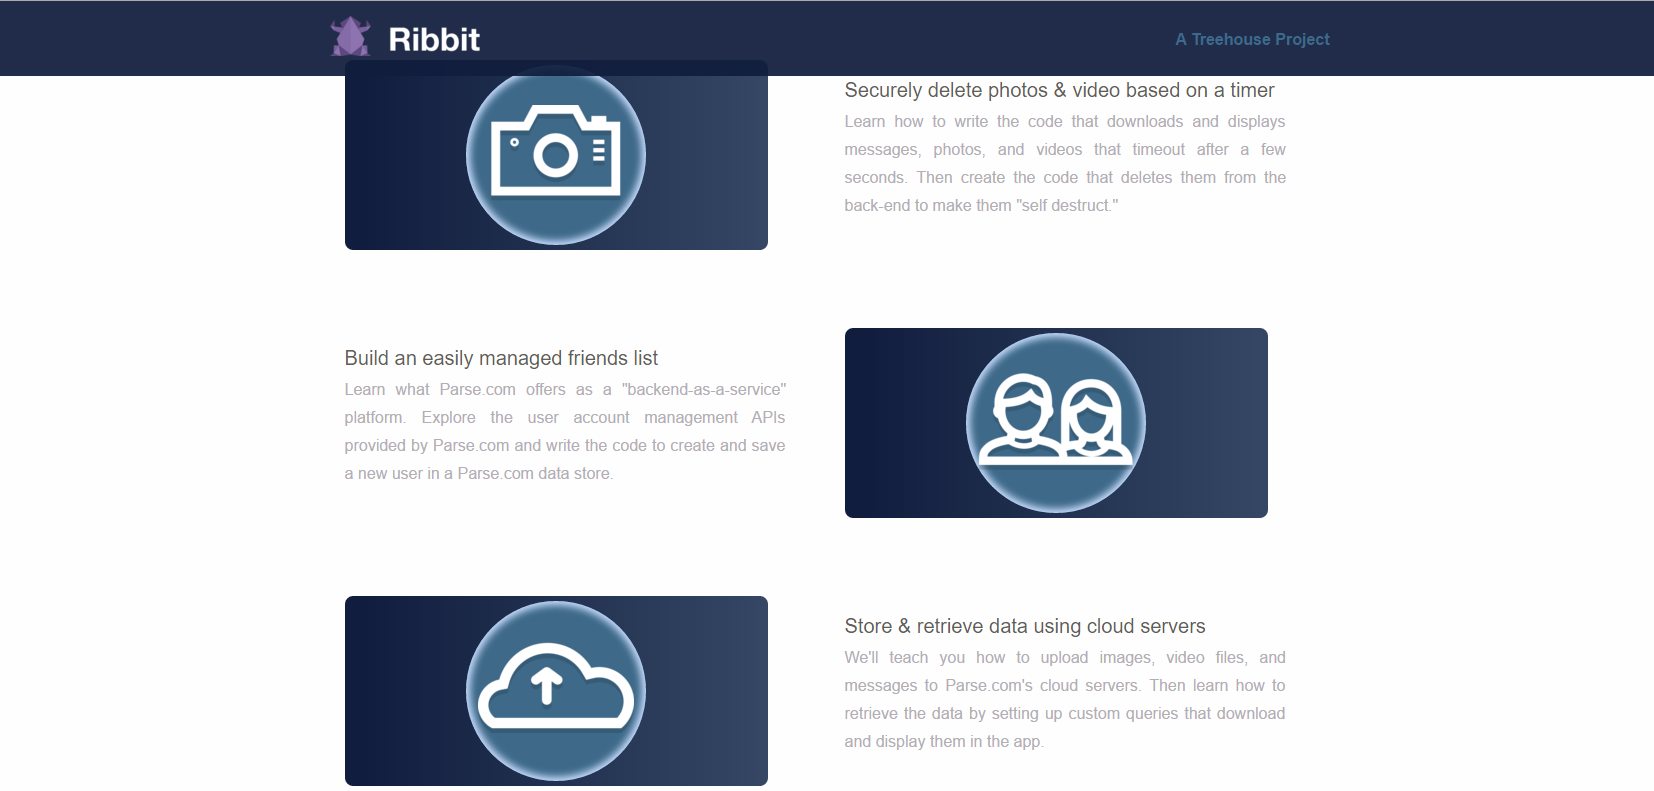 Ribbit
A Treehouse Project
Securely delete photos & video based on a timer
Learn how to write the code that downloads and displays
messages, photos, and videos that timeout after a few
seconds. Then create the code that deletes them from the
back-end to make them "self destruct."
Build an easily managed friends list
Learn what Parse.com offers as a "backend-as-a-service"
platform. Explore the user account management APIs
provided by Parse.com and write the code to create and save
a new user in a Parse.com data store.
Store & retrieve data using cloud servers
We'll teach you how to upload images, video files, and
messages to Parse.com's cloud servers. Then learn how to
retrieve the data by setting up custom queries that download
and display them in the app.